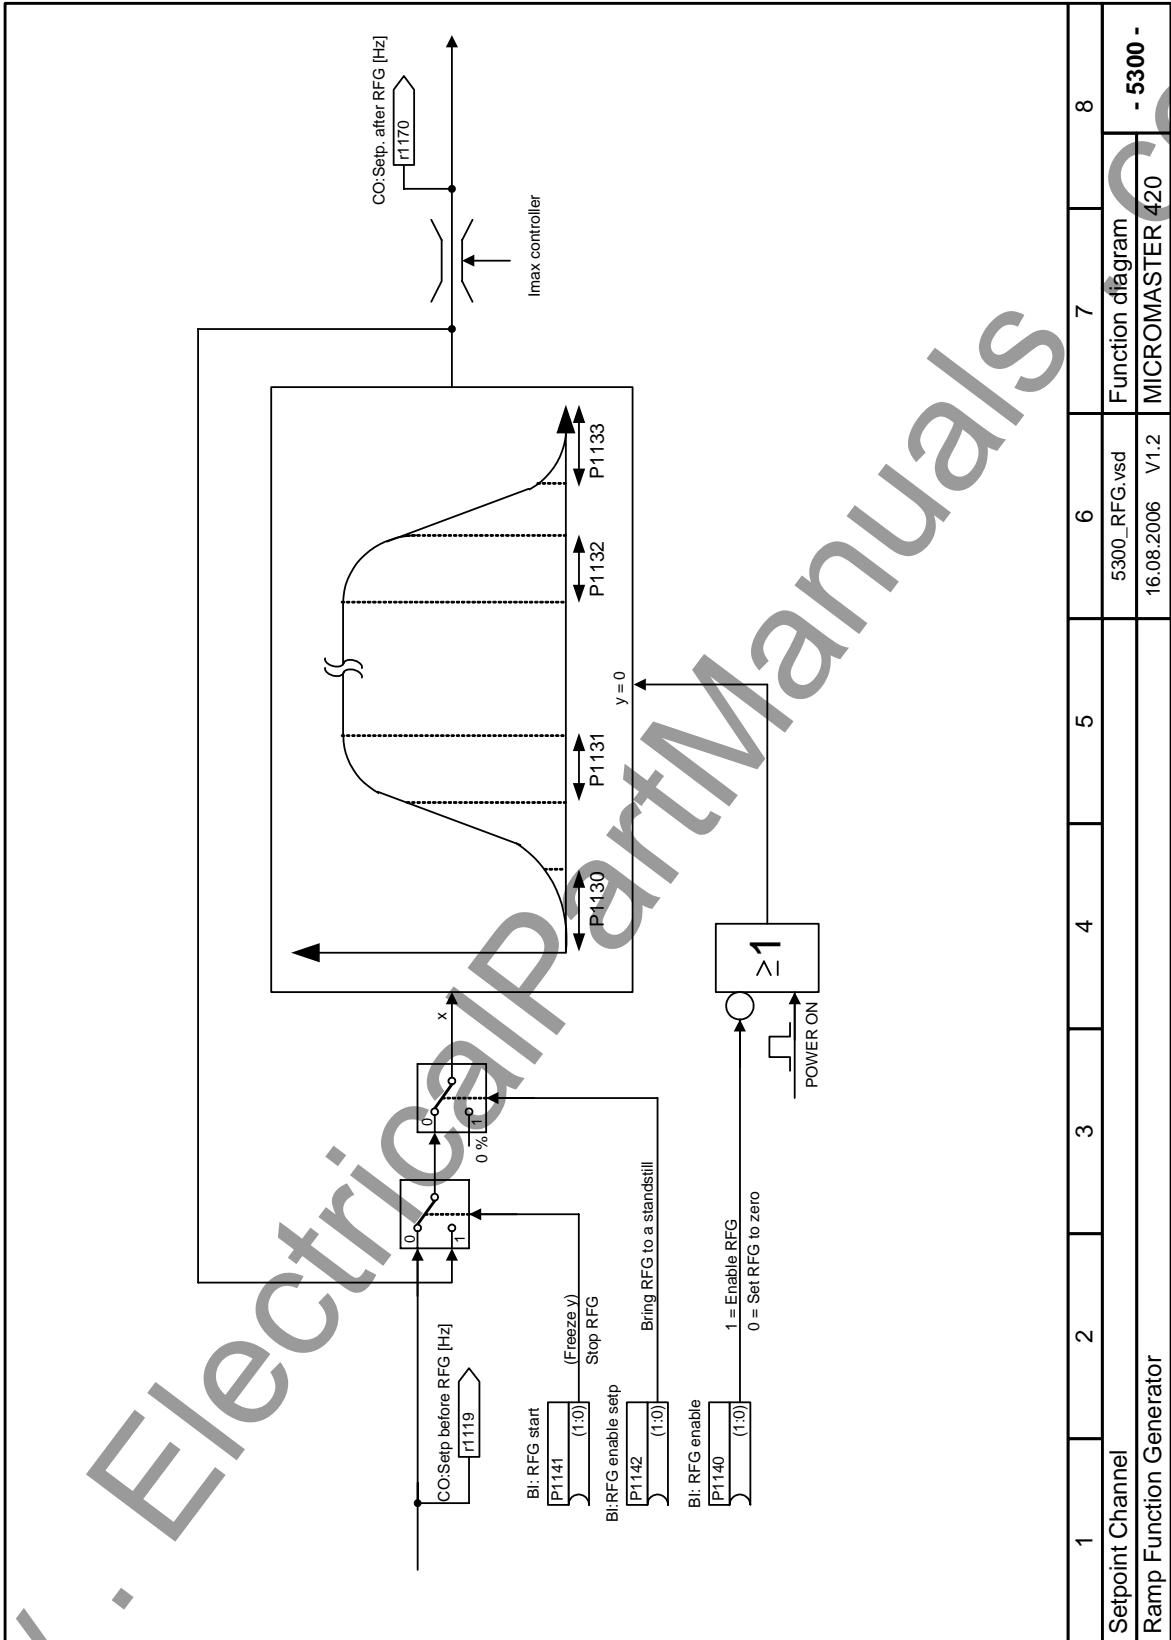 CO:Setp. after RFG [Hz]
r1170
Imax controller
P1130
P1131
P1132
P1133
y = 0
x
≥1
POWER ON
0
1
0 %
0
1
CO:Setp before RFG [Hz]
r1119
BI: RFG start
P1141
(1:0)
(Freeze y)
Stop RFG
BI:RFG enable setp
P1142
(1:0)
Bring RFG to a standstill
BI: RFG enable
P1140
(1:0)
1 = Enable RFG
0 = Set RFG to zero
1 2 3 4 5 6 7 8
Setpoint Channel 5300_RFG.vsd Function diagram - 5300 -
Ramp Function Generator 16.08.2006 V1.2 MICROMASTER 420
. ElectricalPartManuals .